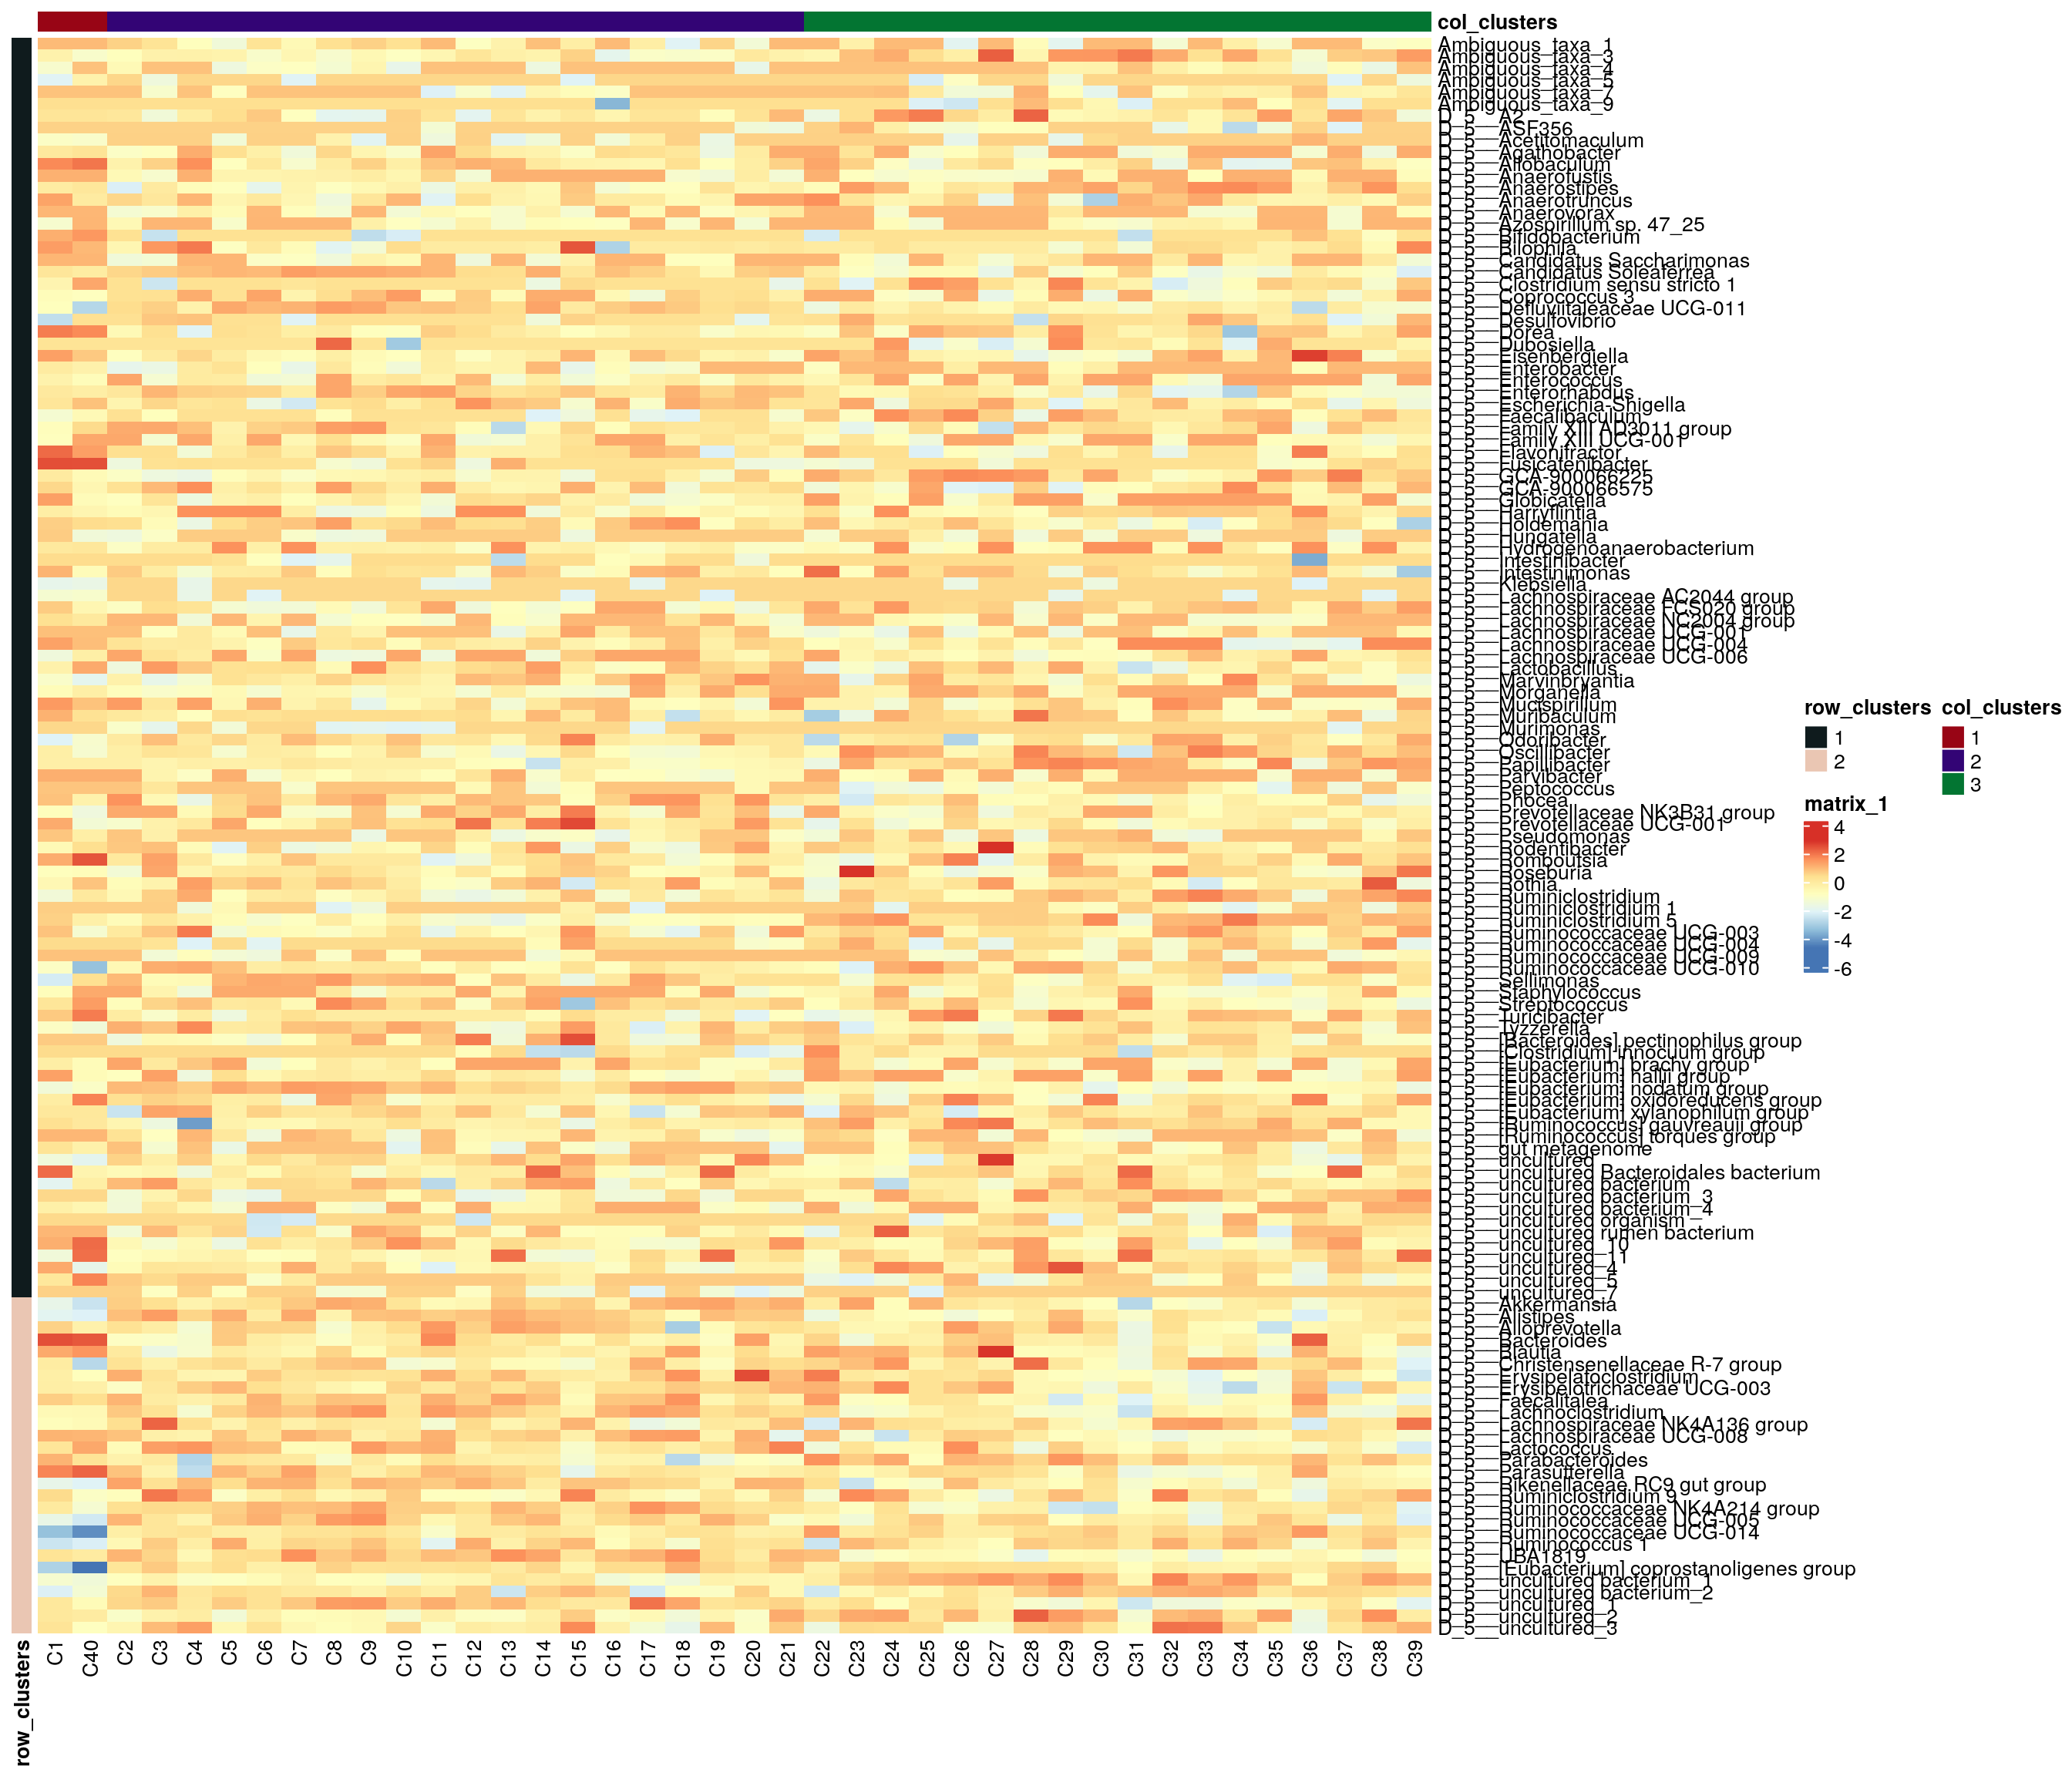 col_clusters
Ambiguous_taxa_1
Ambiguous_taxa_3
Ambiguous_taxa_4
Ambiguous_taxa_5
Ambiguous_taxa_7
Ambiguous_taxa_9
D_5__A2
D_5__ASF356
D_5__Acetitomaculum
D_5__Agathobacter
D_5__Allobaculum
D_5__Anaerofustis
D_5__Anaerostipes
D_5__Anaerotruncus
D_5__Anaerovorax
D_5__Azospirillum sp. 47_25
D_5__Bifidobacterium
D_5__Bilophila
D_5__Candidatus Saccharimonas
D_5__Candidatus Soleaferrea
D_5__Clostridium sensu stricto 1
D_5__Coprococcus 3
D_5__Defluviitaleaceae UCG-011
D_5__Desulfovibrio
D_5__Dorea
D_5__Dubosiella
D_5__Eisenbergiella
D_5__Enterobacter
D_5__Enterococcus
D_5__Enterorhabdus
D_5__Escherichia-Shigella
D_5__Faecalibaculum
D_5__Family XIII AD3011 group
D_5__Family XIII UCG-001
D_5__Flavonifractor
D_5__Fusicatenibacter
D_5__GCA-900066225
D_5__GCA-900066575
D_5__Globicatella
D_5__Harryflintia
D_5__Holdemania
D_5__Hungatella
D_5__Hydrogenoanaerobacterium
D_5__Intestinibacter
D_5__Intestinimonas
D_5__Klebsiella
D_5__Lachnospiraceae AC2044 group
D_5__Lachnospiraceae FCS020 group
D_5__Lachnospiraceae NC2004 group
D_5__Lachnospiraceae UCG-001
D_5__Lachnospiraceae UCG-004
D_5__Lachnospiraceae UCG-006
D_5__Lactobacillus
D_5__Marvinbryantia
D_5__Morganella
D_5__Mucispirillum
D_5__Muribaculum
D_5__Murimonas
D_5__Odoribacter
D_5__Oscillibacter
D_5__Papillibacter
D_5__Parvibacter
D_5__Peptococcus
D_5__Phocea
D_5__Prevotellaceae NK3B31 group
D_5__Prevotellaceae UCG-001
D_5__Pseudomonas
D_5__Rodentibacter
D_5__Romboutsia
D_5__Roseburia
D_5__Rothia
D_5__Ruminiclostridium
D_5__Ruminiclostridium 1
D_5__Ruminiclostridium 5
D_5__Ruminococcaceae UCG-003
D_5__Ruminococcaceae UCG-004
D_5__Ruminococcaceae UCG-009
D_5__Ruminococcaceae UCG-010
D_5__Sellimonas
D_5__Staphylococcus
D_5__Streptococcus
D_5__Turicibacter
D_5__Tyzzerella
D_5__[Bacteroides] pectinophilus group
D_5__[Clostridium] innocuum group
D_5__[Eubacterium] brachy group
D_5__[Eubacterium] hallii group
D_5__[Eubacterium] nodatum group
D_5__[Eubacterium] oxidoreducens group
D_5__[Eubacterium] xylanophilum group
D_5__[Ruminococcus] gauvreauii group
D_5__[Ruminococcus] torques group
D_5__gut metagenome
D_5__uncultured
D_5__uncultured Bacteroidales bacterium
D_5__uncultured bacterium
D_5__uncultured bacterium_3
D_5__uncultured bacterium_4
D_5__uncultured organism
D_5__uncultured rumen bacterium
D_5__uncultured_10
D_5__uncultured_11
D_5__uncultured_4
D_5__uncultured_5
D_5__uncultured_7
D_5__Akkermansia
D_5__Alistipes
D_5__Alloprevotella
D_5__Bacteroides
D_5__Blautia
D_5__Christensenellaceae R-7 group
D_5__Erysipelatoclostridium
D_5__Erysipelotrichaceae UCG-003
D_5__Faecalitalea
D_5__Lachnoclostridium
D_5__Lachnospiraceae NK4A136 group
D_5__Lachnospiraceae UCG-008
D_5__Lactococcus
D_5__Parabacteroides
D_5__Parasutterella
D_5__Rikenellaceae RC9 gut group
D_5__Ruminiclostridium 9
D_5__Ruminococcaceae NK4A214 group
D_5__Ruminococcaceae UCG-005
D_5__Ruminococcaceae UCG-014
D_5__Ruminococcus 1
D_5__UBA1819
D_5__[Eubacterium] coprostanoligenes group
D_5__uncultured bacterium_1
D_5__uncultured bacterium_2
D_5__uncultured_1
D_5__uncultured_2
D_5__uncultured_3
row_clusters
C1 C40 C2 C3 C4 C5 C6 C7 C8 C9 C10 C11 C12 C13 C14 C15 C16 C17 C18 C19 C20 C21 C22 C23 C24 C25 C26 C27 C28 C29 C30 C31 C32 C33 C34 C35 C36 C37 C38 C39
row_clusters
1
2
col_clusters
1
2
3
matrix_1
4
2
0
-2
-4
-6